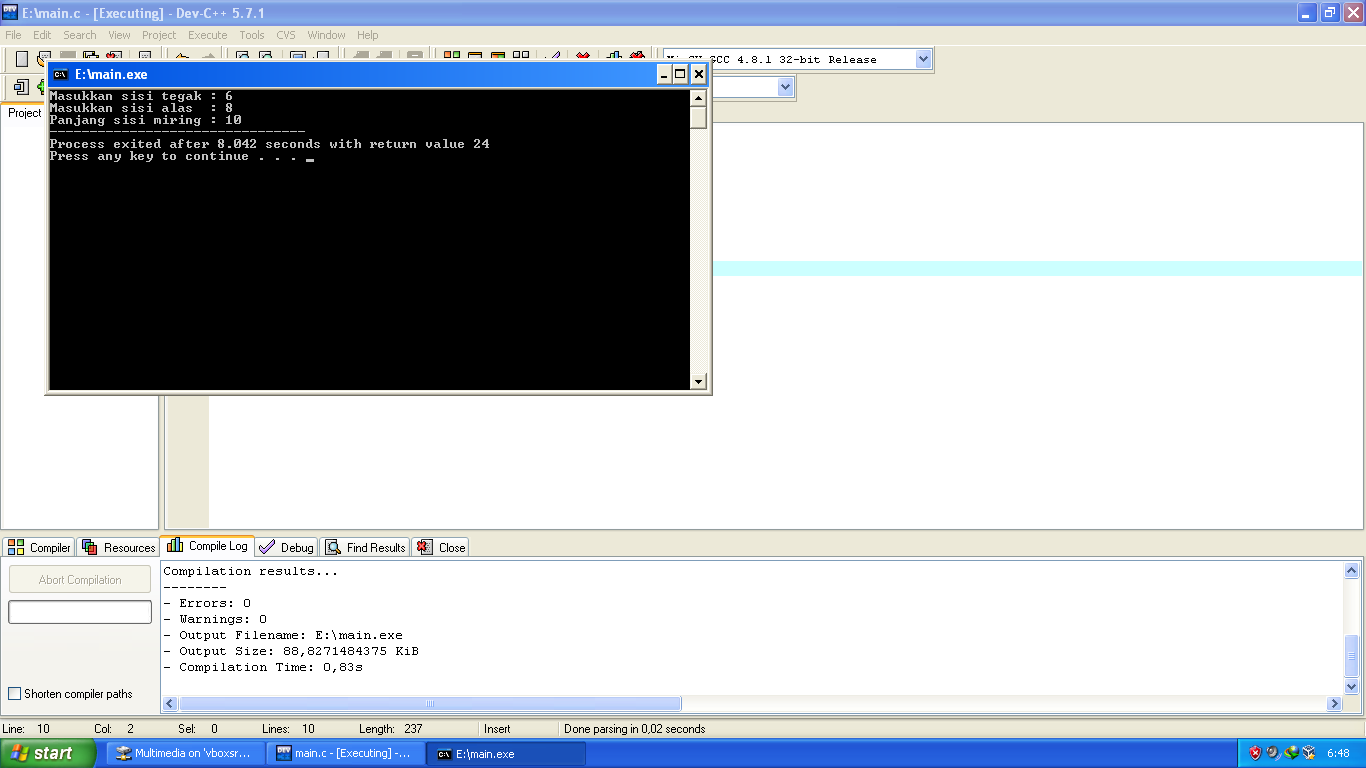 E:\main.c - [Executing] - Dev-C++ 5.7.1
File Edit Search View Project Execute Tools CVS Window Help
GCC 4.8.1 32-bit Release
E:\main.exe
Project
Masukkan sisi tegak : 6
Masukkan sisi alas  : 8
Panjang sisi miring : 10
--------------------------------
Process exited after 8.042 seconds with return value 24
Press any key to continue . . . _
Compiler Resources Compile Log Debug Find Results Close
Abort Compilation
Shorten compiler paths
Compilation results...
--------
- Errors: 0
- Warnings: 0
- Output Filename: E:\main.exe
- Output Size: 88,8271484375 KiB
- Compilation Time: 0,83s
Line: 10 Col: 2 Sel: 0 Lines: 10 Length: 237 Insert Done parsing in 0,02 seconds
start Multimedia on 'vboxsr... main.c - [Executing] -... E:\main.exe 6:48